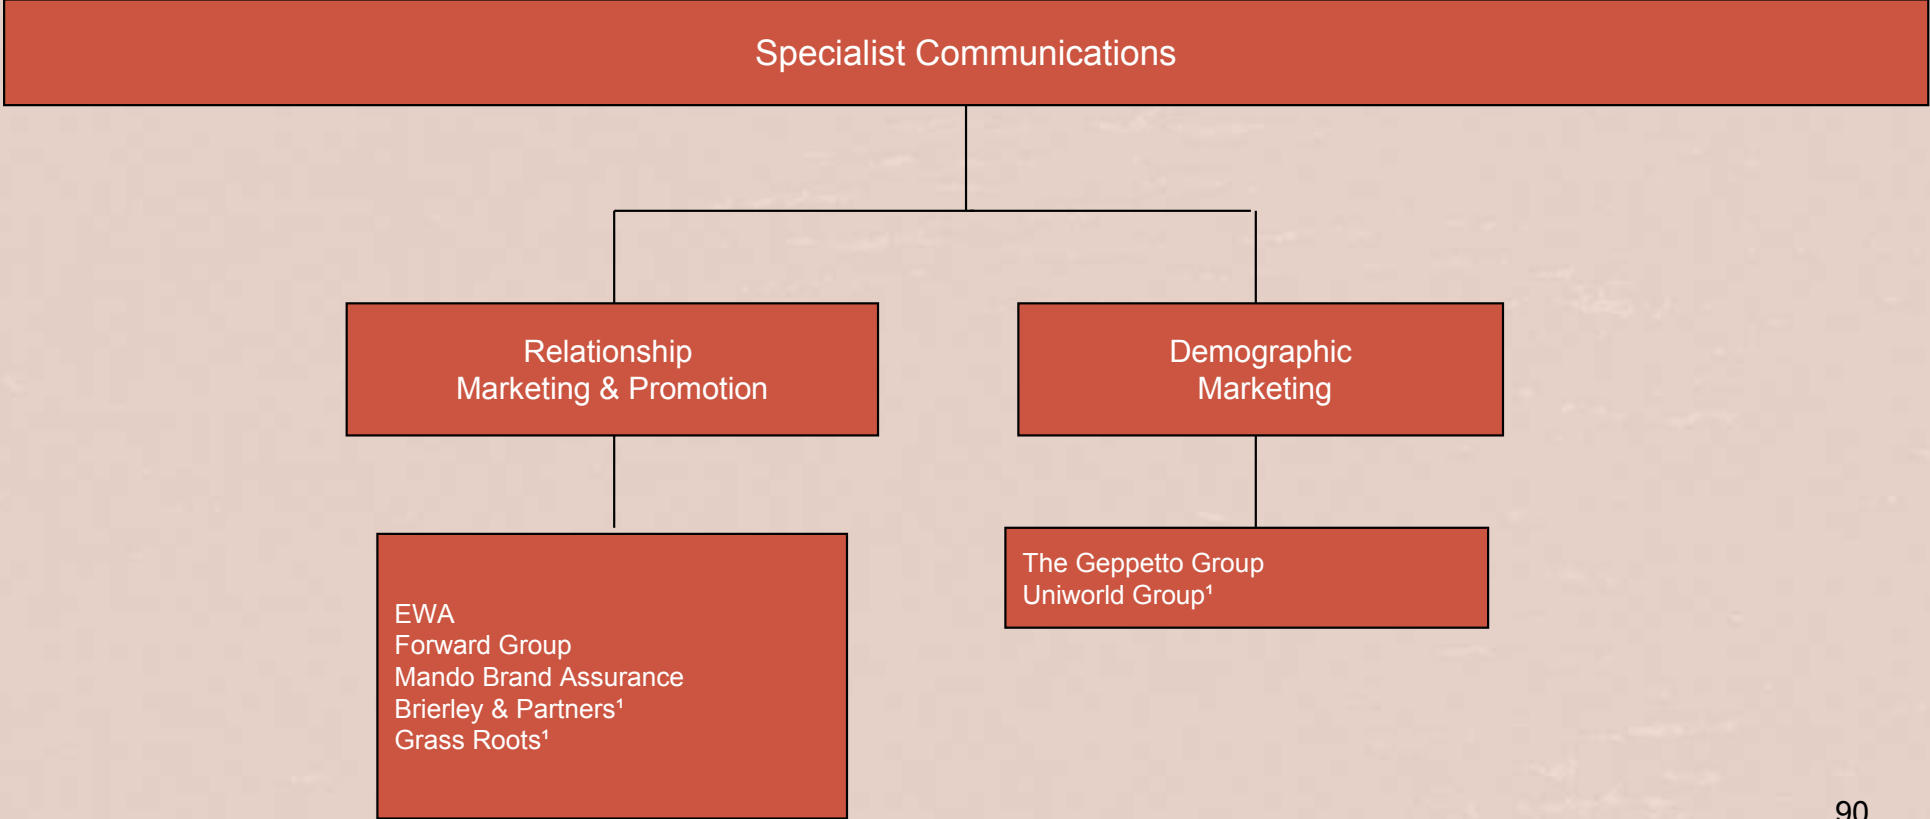 Specialist Communications
Relationship
Marketing & Promotion
Demographic
Marketing
EWA
Forward Group
Mando Brand Assurance
Brierley & Partners¹
Grass Roots¹
The Geppetto Group
Uniworld Group¹
90